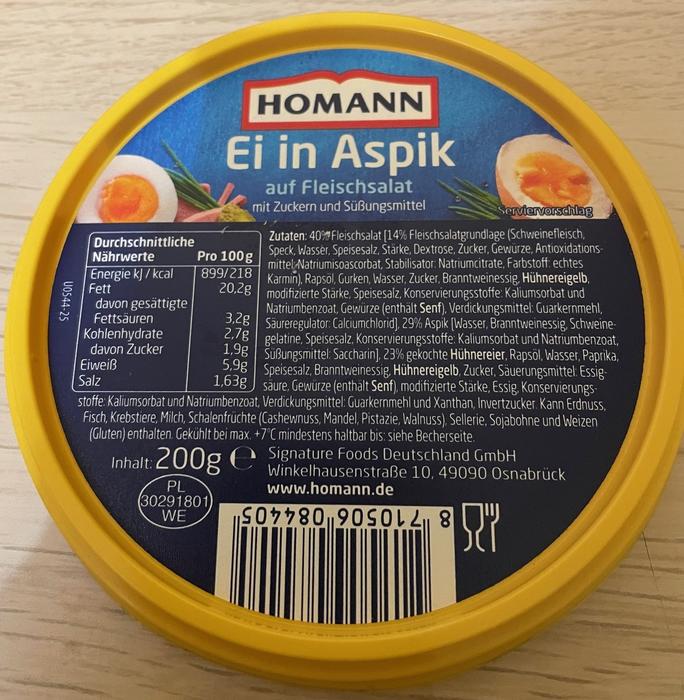 HOMANN
Ei in Aspik
auf Fleischsalat
mit Zuckern und Süßungsmittel
Serviervorschlag
Durchschnittliche
Nährwerte Pro 100g
Energie kJ / kcal 899/218
Fett 20,2g
davon gesättigte
Fettsäuren 3,2g
Kohlenhydrate 2,7g
davon Zucker 1,9g
Eiweiß 5,9g
Salz 1,63g
U0544-25
Zutaten: 40% Fleischsalat [14% Fleischsalatgrundlage (Schweinefleisch,
Speck, Wasser, Speisesalz, Stärke, Dextrose, Zucker, Gewürze, Antioxidations-
mittel: Natriumisoascorbat, Stabilisator: Natriumcitrate, Farbstoff: echtes
Karmin), Rapsöl, Gurken, Wasser, Zucker, Branntweinessig, Hühnereigelb,
modifizierte Stärke, Speisesalz, Konservierungsstoffe: Kaliumsorbat und
Natriumbenzoat, Gewürze (enthält Senf), Verdickungsmittel: Guarkernmehl,
Säureregulator: Calciumchlorid], 29% Aspik [Wasser, Branntweinessig, Schweine-
gelatine, Speisesalz, Konservierungsstoffe: Kaliumsorbat und Natriumbenzoat,
Süßungsmittel: Saccharin], 23% gekochte Hühnereier, Rapsöl, Wasser, Paprika,
Speisesalz, Branntweinessig, Hühnereigelb, Zucker, Säuerungsmittel: Essig-
säure, Gewürze (enthält Senf), modifizierte Stärke, Essig, Konservierungs-
stoffe: Kaliumsorbat und Natriumbenzoat, Verdickungsmittel: Guarkernmehl und Xanthan, Invertzucker. Kann Erdnuss,
Fisch, Krebstiere, Milch, Schalenfrüchte (Cashewnuss, Mandel, Pistazie, Walnuss), Sellerie, Sojabohne und Weizen
(Gluten) enthalten. Gekühlt bei max. +7°C mindestens haltbar bis: siehe Becherseite.
Inhalt: 200g e
Signature Foods Deutschland GmbH
Winkelhausenstraße 10, 49090 Osnabrück
www.homann.de
PL
30291801
WE
8 710506 084405